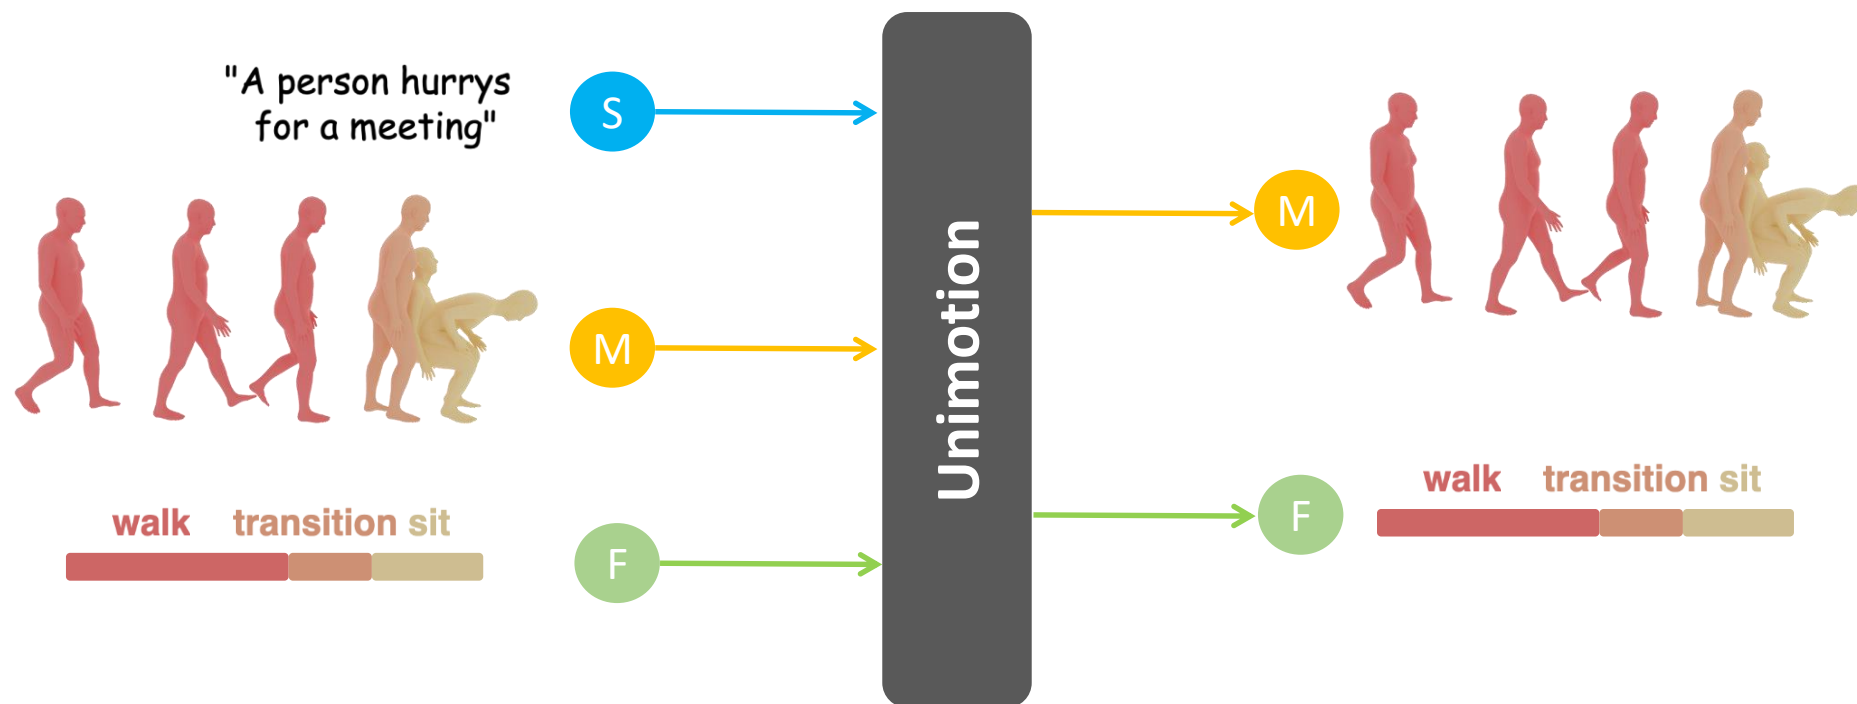 "A person hurrys
for a meeting"
S
M
walk transition sit
F
Unimotion
M
walk transition sit
F